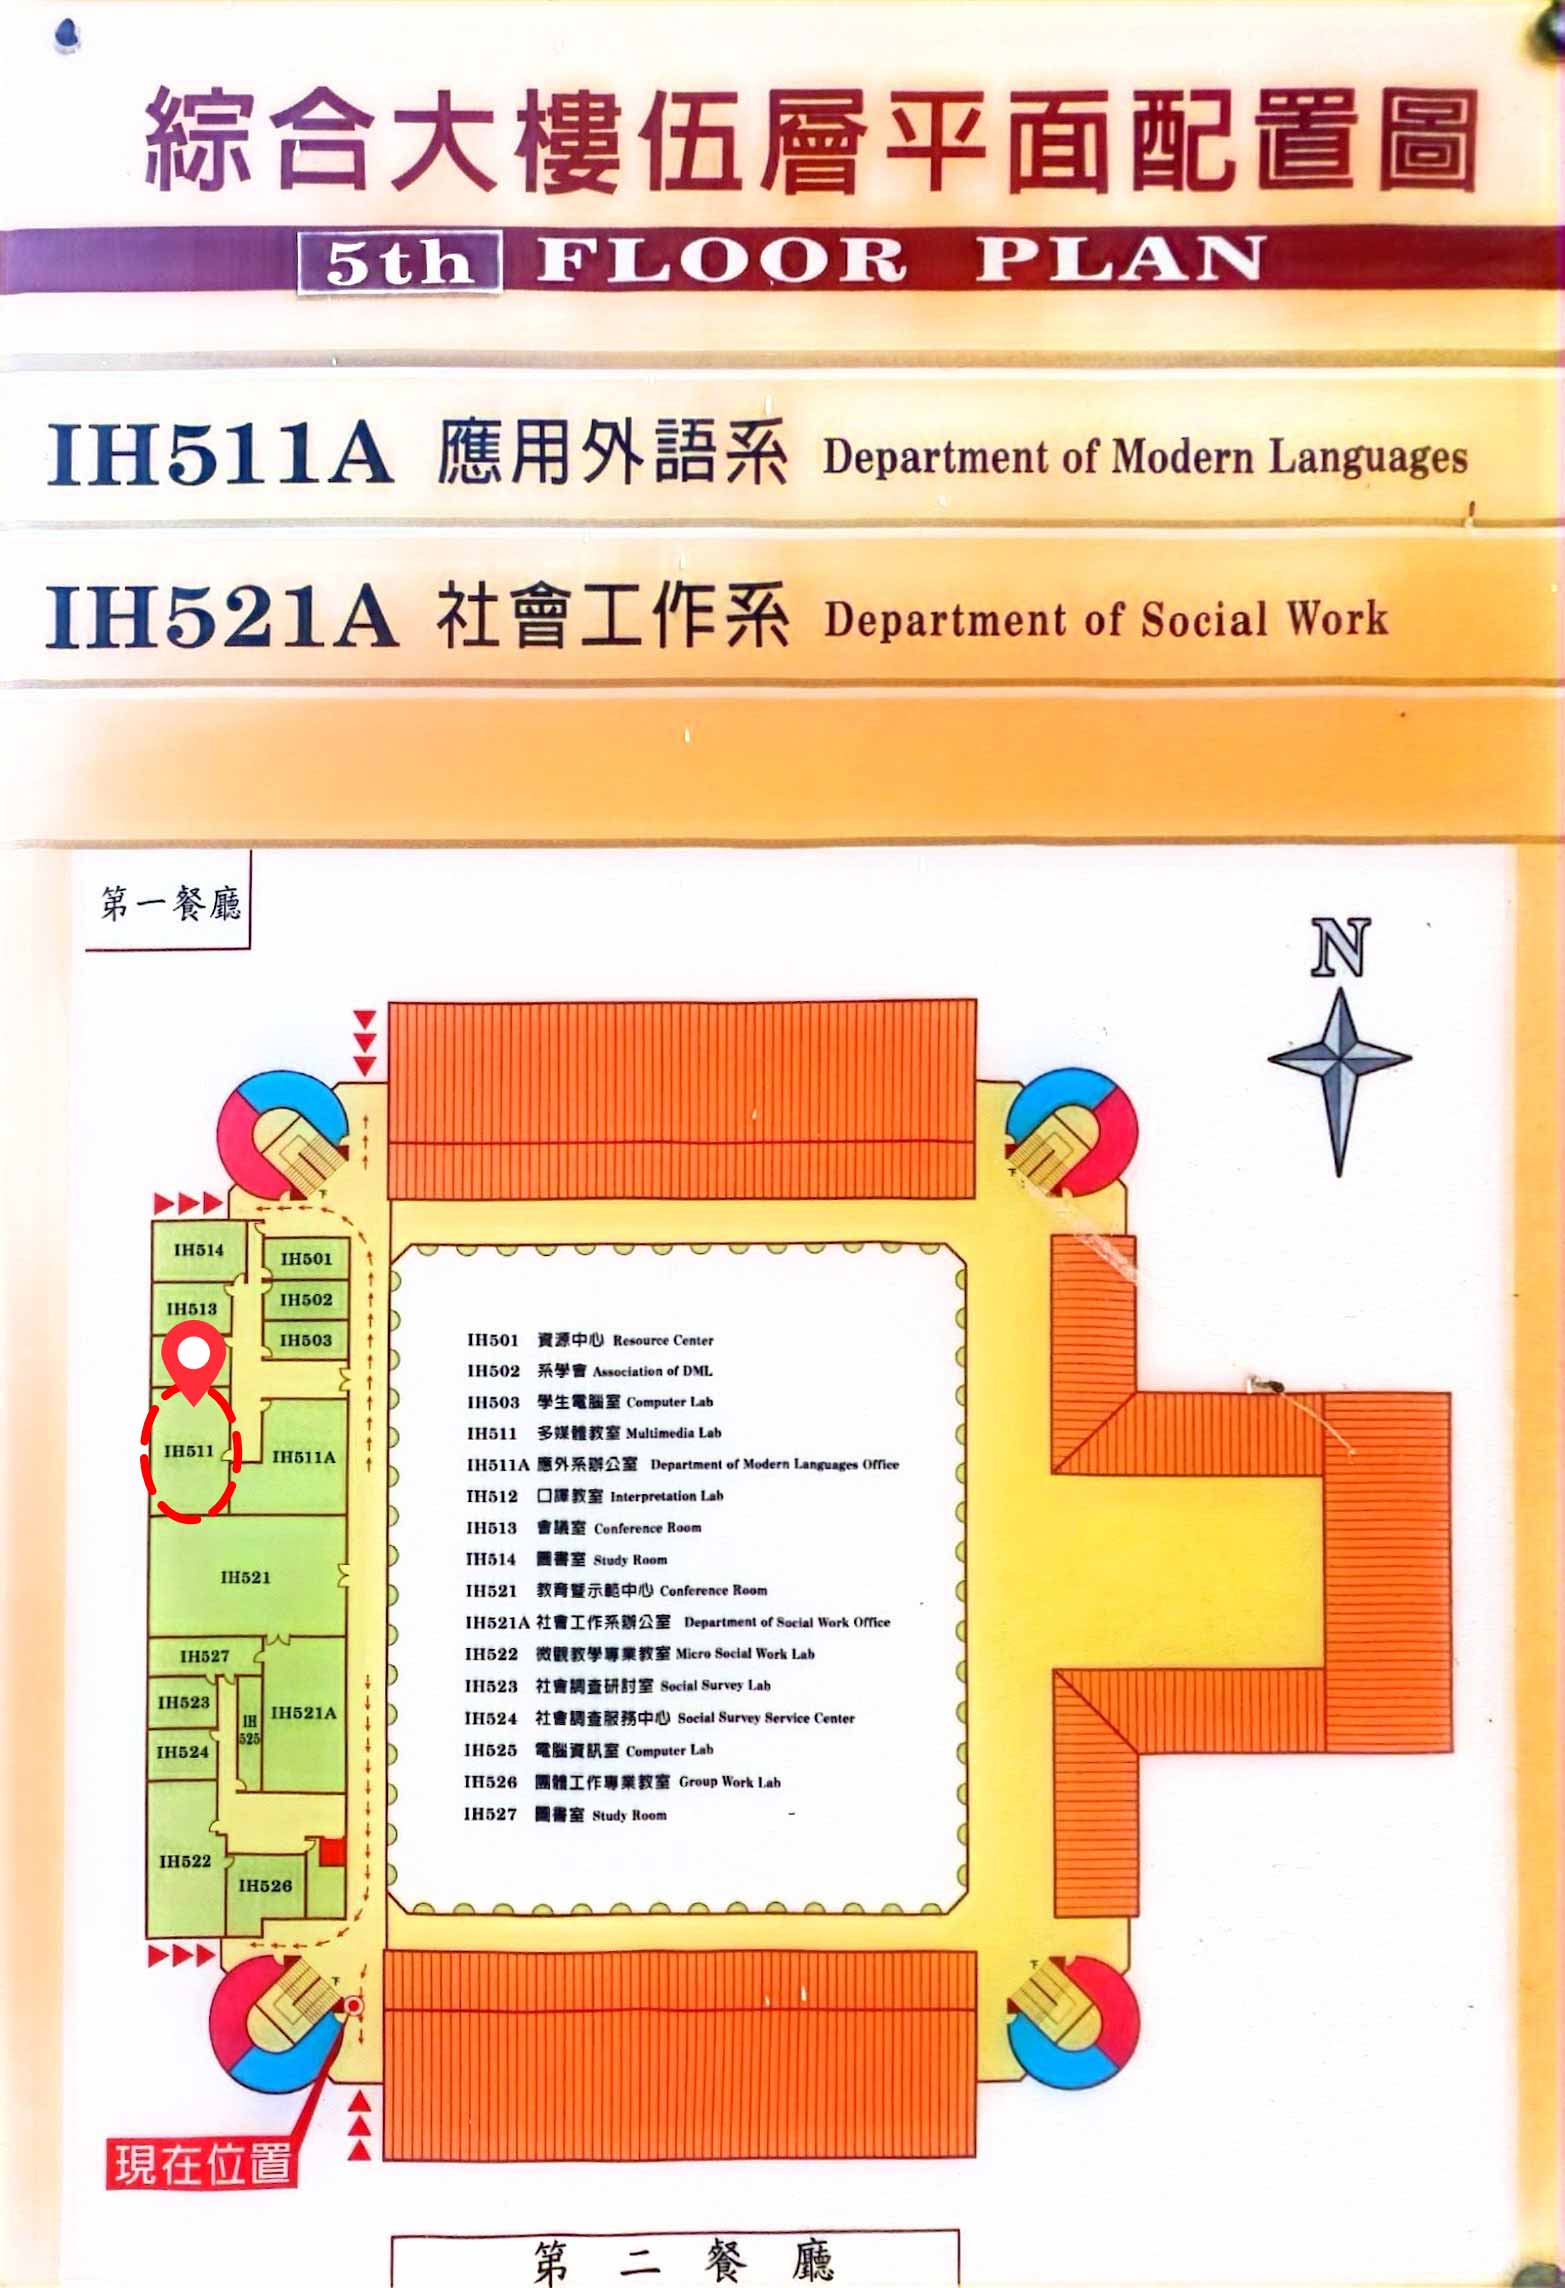 綜合大樓伍層平面配置圖
5th FLOOR PLAN
IH511A 應用外語系 Department of Modern Languages
IH521A 社會工作系 Department of Social Work
第一餐廳
N
IH514
IH501
IH513
IH502
IH503
IH511
IH511A
IH521
IH527
IH523
IH 525
IH521A
IH524
IH522
IH526
IH501 資源中心 Resource Center
IH502 系學會 Association of DML
IH503 學生電腦室 Computer Lab
IH511 多媒體教室 Multimedia Lab
IH511A 應外系辦公室 Department of Modern Languages Office
IH512 口譯教室 Interpretation Lab
IH513 會議室 Conference Room
IH514 圖書室 Study Room
IH521 教育暨示範中心 Conference Room
IH521A 社會工作系辦公室 Department of Social Work Office
IH522 微觀教學專業教室 Micro Social Work Lab
IH523 社會調查研討室 Social Survey Lab
IH524 社會調查服務中心 Social Survey Service Center
IH525 電腦資訊室 Computer Lab
IH526 團體工作專業教室 Group Work Lab
IH527 圖書室 Study Room
下
下
下
下
現在位置
第二餐廳